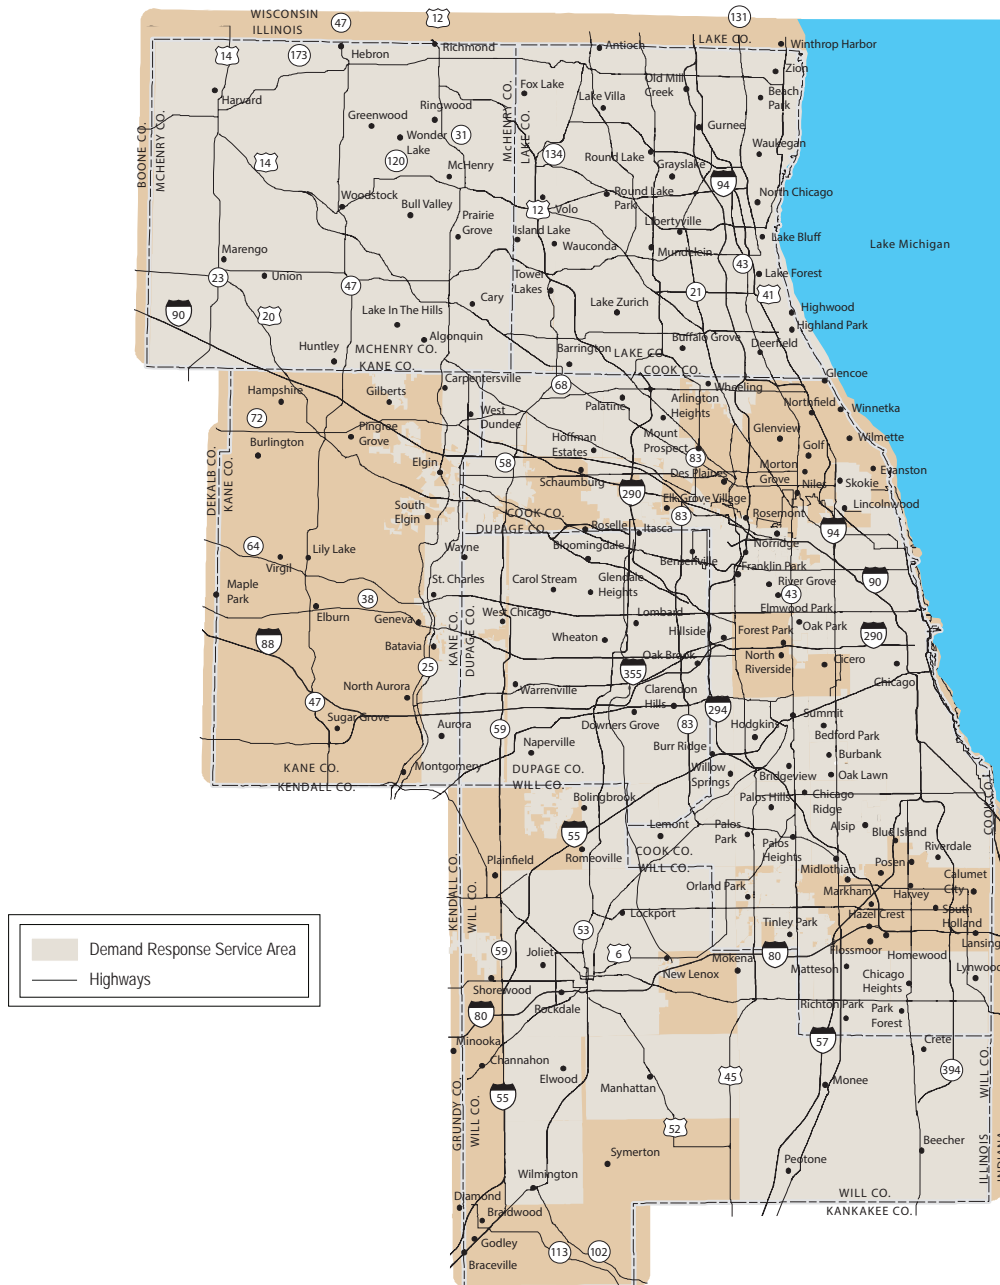 WISCONSIN
ILLINOIS
47
12
131
LAKE CO.
14
173
Hebron
Richmond
Antioch
Winthrop Harbor
Zion
Harvard
Fox Lake
Old Mill
Creek
Beach
Park
Lake Villa
Ringwood
Greenwood
Wonder
Lake
31
MCHENRY CO.
LAKE CO.
Gurnee
BOONE CO.
MCHENRY CO.
14
120
McHenry
134
Round Lake
Grayslake
Waukegan
94
Woodstock
Bull Valley
Prairie
Grove
12
Volo
Round Lake
Park
North Chicago
Libertyville
Island Lake
Wauconda
Mundelein
Lake Bluff
Lake Michigan
Marengo
23
Union
47
43
Lake Forest
Tower
Lakes
21
41
90
20
Lake In The Hills
Cary
Lake Zurich
Highwood
Highland Park
Huntley
Algonquin
MCHENRY CO.
KANE CO.
Barrington
LAKE CO.
COOK CO.
Buffalo Grove
Deerfield
Glencoe
Hampshire
Gilberts
Carpentersville
68
Wheeling
Palatine
Arlington
Heights
Northfield
Winnetka
72
Burlington
Pingree
Grove
West
Dundee
Hoffman
Estates
Mount
Prospect
Glenview
Golf
Wilmette
Elgin
58
83
Des Plaines
Morton
Grove
Evanston
Schaumburg
290
Niles
Skokie
DEKALB CO.
KANE CO.
South
Elgin
COOK CO.
DUPAGE CO.
Elk Grove Village
83
Rosemont
Lincolnwood
94
Roselle
Itasca
Norridge
64
Lily Lake
Virgil
Wayne
Bloomingdale
Bensenville
Franklin Park
Maple
Park
38
St. Charles
Carol Stream
Glendale
Heights
River Grove
43
90
Elburn
Geneva
West Chicago
Lombard
Elmwood Park
88
KANE CO.
DUPAGE CO.
Wheaton
Hillside
Forest Park
Oak Park
290
Batavia
25
Oak Brook
North
Riverside
Cicero
355
Chicago
47
North Aurora
Warrenville
Clarendon
Hills
294
Sugar Grove
59
Downers Grove
83
Hodgkins
Summit
Bedford Park
Aurora
Naperville
Burr Ridge
Burbank
KANE CO.
KENDALL CO.
Montgomery
DUPAGE CO.
WILL CO.
Willow
Springs
Bridgeview
Oak Lawn
Bolingbrook
Palos Hills
Chicago
Ridge
COOK CO.
55
Lemont
Palos
Park
Palos
Heights
Alsip
Blue Island
Riverdale
Romeoville
COOK CO.
WILL CO.
Plainfield
Midlothian
Posen
Calumet
City
Orland Park
Markham
Harvey
KENDALL CO.
WILL CO.
Lockport
Hazel Crest
South
Holland
53
Tinley Park
59
Joliet
6
80
Flossmoor
Homewood
Lansing
New Lenox
Mokena
Matteson
Lynwood
Shorewood
Rockdale
Chicago
Heights
80
Richton Park
Park
Forest
Minooka
57
Crete
Channahon
Elwood
Manhattan
45
Monee
394
WILL CO.
55
GRUNDY CO.
WILL CO.
52
Symerton
Beecher
Peotone
ILLINOIS
INDIANA
Wilmington
WILL CO.
KANKAKEE CO.
Diamond
Braidwood
Godley
113
102
Braceville
Demand Response Service Area
Highways